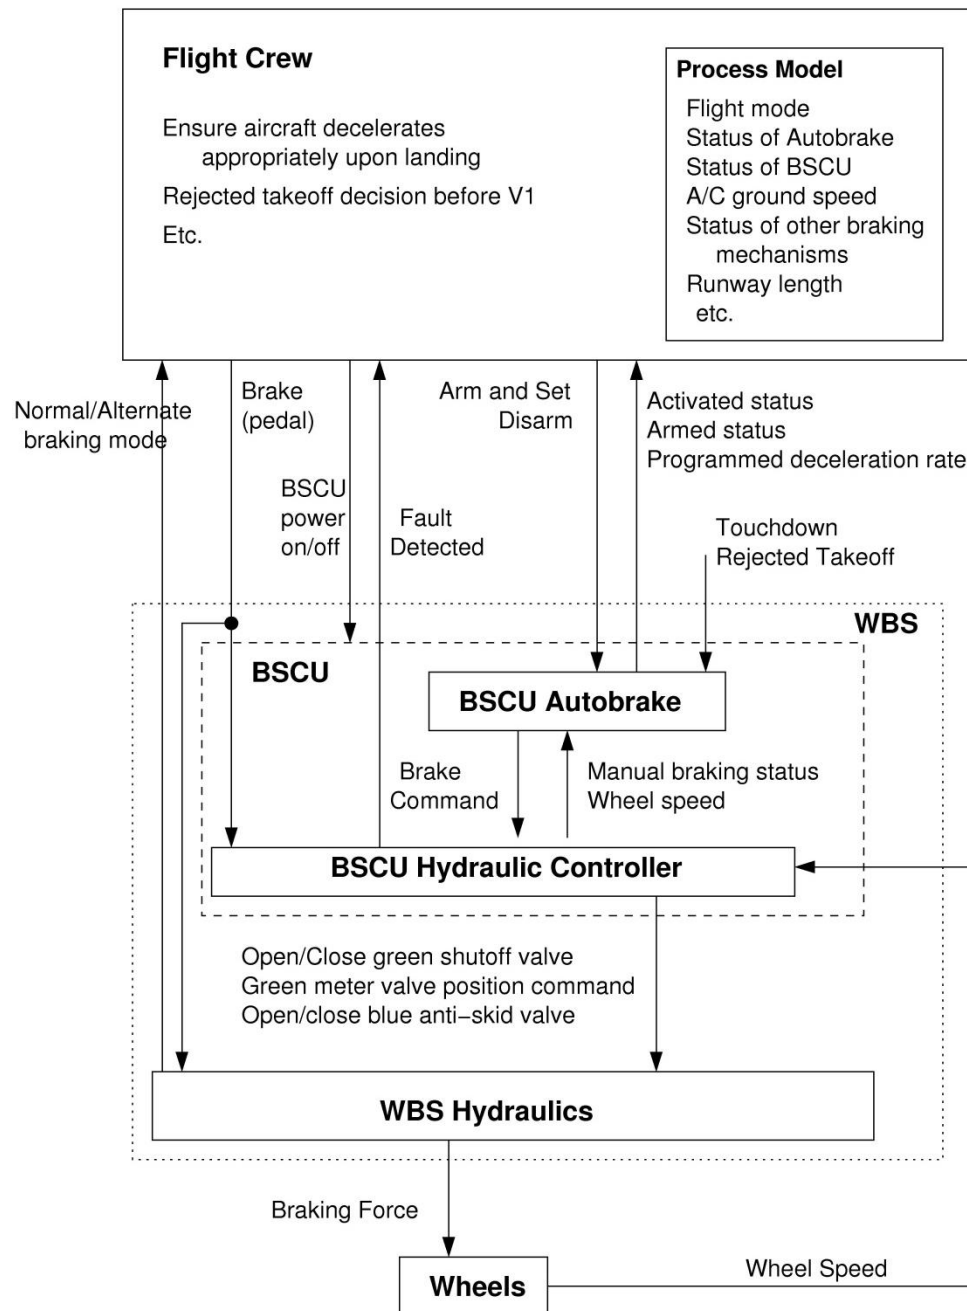 Flight Crew
Ensure aircraft decelerates
appropriately upon landing
Rejected takeoff decision before V1
Etc.
Process Model
Flight mode
Status of Autobrake
Status of BSCU
A/C ground speed
Status of other braking
mechanisms
Runway length
etc.
Normal/Alternate
braking mode
Brake
(pedal)
BSCU
power
on/off
Fault
Detected
Arm and Set
Disarm
Activated status
Armed status
Programmed deceleration rate
Touchdown
Rejected Takeoff
WBS
BSCU
BSCU Autobrake
Brake
Command
Manual braking status
Wheel speed
BSCU Hydraulic Controller
Open/Close green shutoff valve
Green meter valve position command
Open/close blue anti−skid valve
WBS Hydraulics
Braking Force
Wheels
Wheel Speed